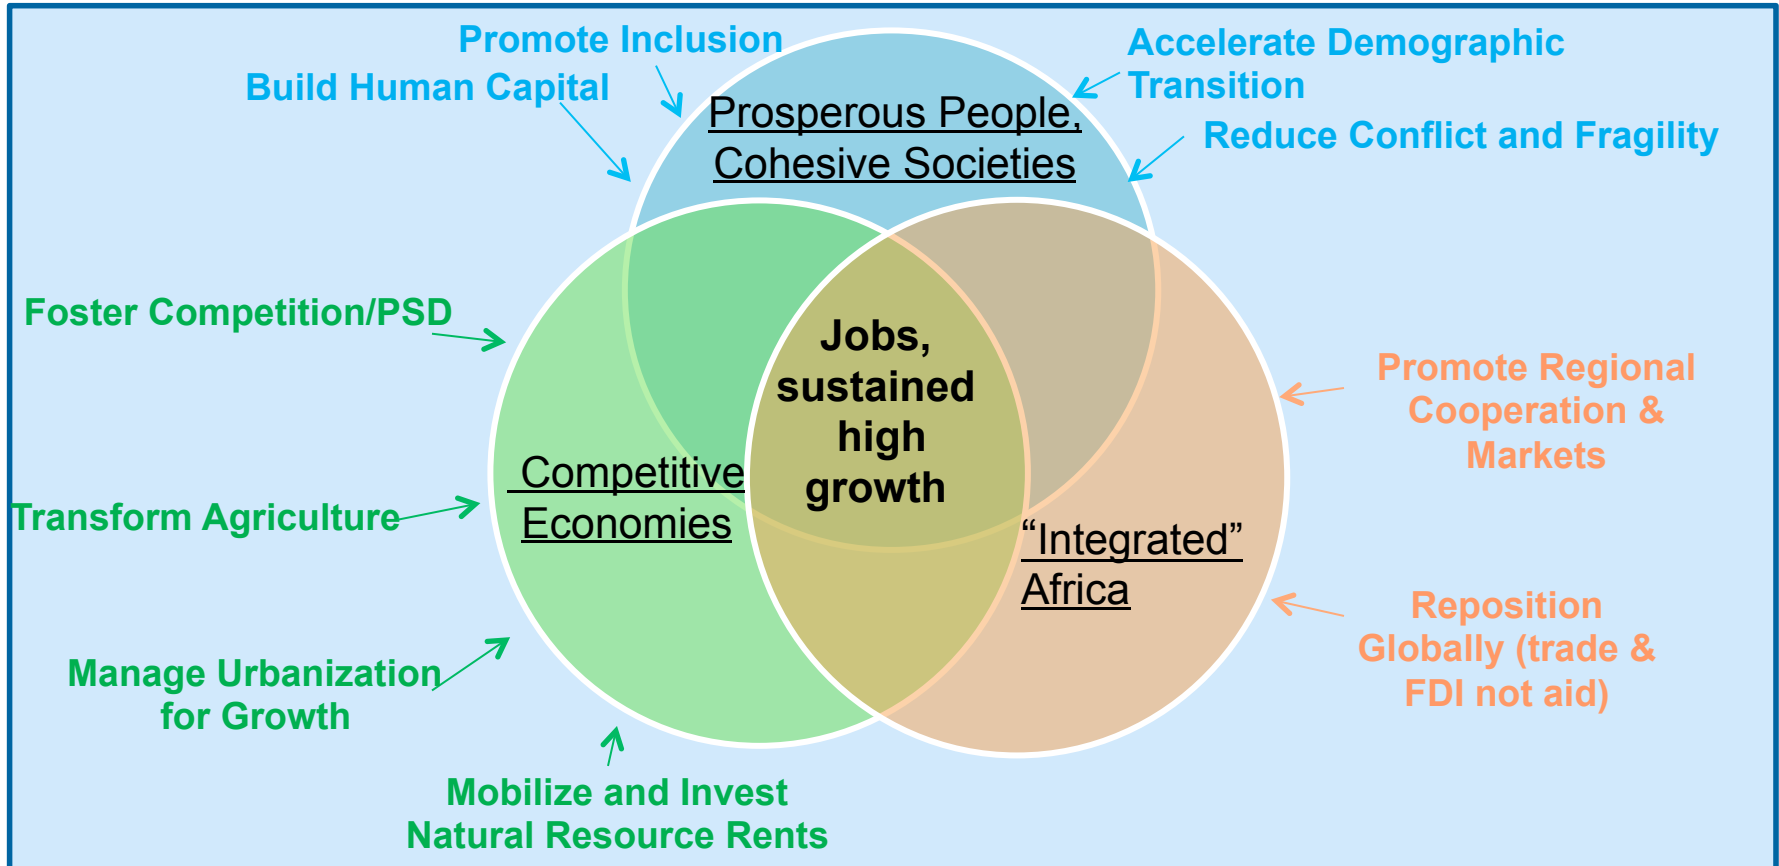 Promote Inclusion
Build Human Capital
Accelerate Demographic
Transition
Reduce Conflict and Fragility
Prosperous People,
Cohesive Societies
Foster Competition/PSD
Transform Agriculture
Manage Urbanization
for Growth
Mobilize and Invest
Natural Resource Rents
Competitive
Economies
Jobs,
sustained
high
growth
“Integrated”
Africa
Promote Regional
Cooperation &
Markets
Reposition
Globally (trade &
FDI not aid)